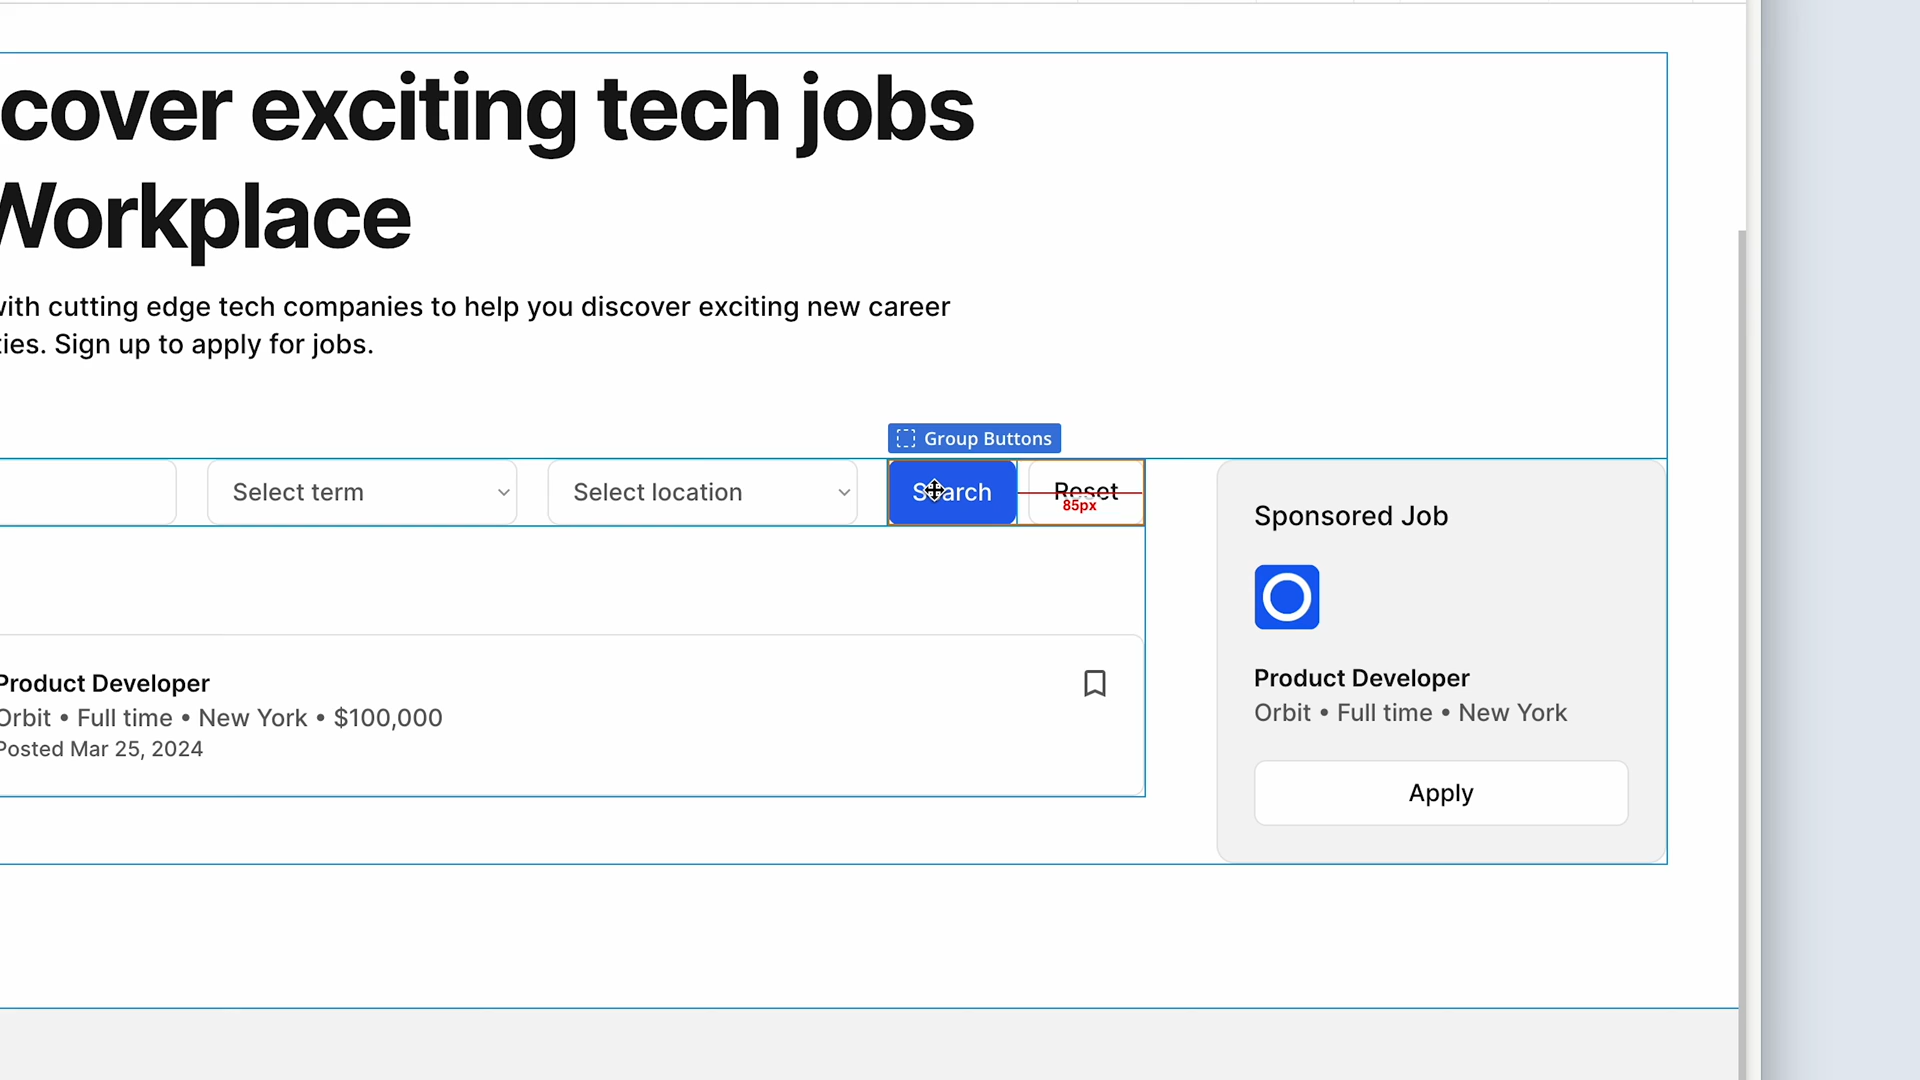 cover exciting tech jobs
Workplace
with cutting edge tech companies to help you discover exciting new career
ties. Sign up to apply for jobs.
Group Buttons
Select term
Select location
Search
Reset
85px
Sponsored Job
Product Developer
Orbit • Full time • New York • $100,000
Posted Mar 25, 2024
Product Developer
Orbit • Full time • New York
Apply